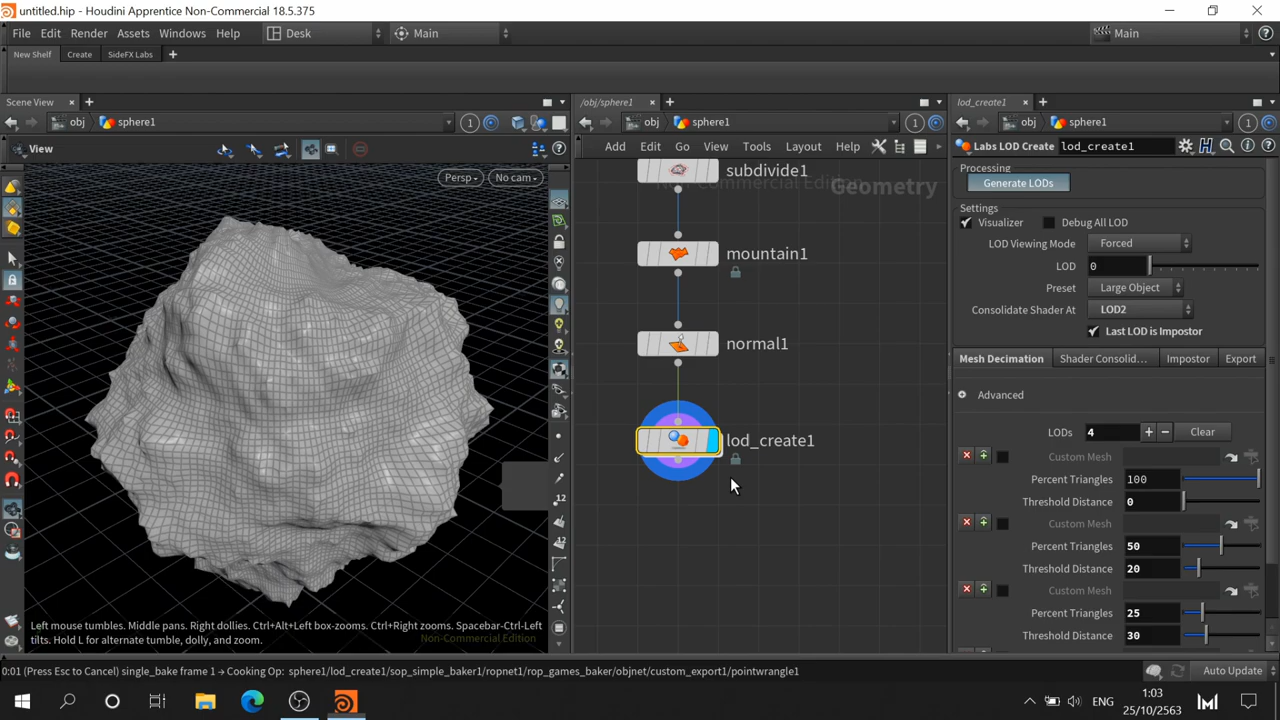 untitled.hip - Houdini Apprentice Non-Commercial 18.5.375
File Edit Render Assets Windows Help Desk Main Main
New Shelf Create SideFX Labs
Scene View /obj/sphere1 lod_create1
obj sphere1 1 obj sphere1 1 obj sphere1 1
View Add Edit Go View Tools Layout Help Labs LOD Create lod_create1
Persp No cam
subdivide1
Non-Commercial Edition
Geometry
mountain1
normal1
lod_create1
Processing
Generate LODs
Settings
Visualizer Debug All LOD
LOD Viewing Mode Forced
LOD 0
Preset Large Object
Consolidate Shader At LOD2
Last LOD is Impostor
Mesh Decimation Shader Consolid... Impostor Export
Advanced
LODs 4 Clear
Custom Mesh
Percent Triangles 100
Threshold Distance 0
Custom Mesh
Percent Triangles 50
Threshold Distance 20
Custom Mesh
Percent Triangles 25
Threshold Distance 30
12
12
Left mouse tumbles. Middle pans. Right dollies. Ctrl+Alt+Left box-zooms. Ctrl+Right zooms. Spacebar-Ctrl-Left
tilts. Hold L for alternate tumble, dolly, and zoom.
Non-Commercial Edition
0:01 (Press Esc to Cancel) single_bake frame 1 → Cooking Op: sphere1/lod_create1/sop_simple_baker1/ropnet1/rop_games_baker/objnet/custom_export1/pointwrangle1
Auto Update
ENG
1:03
25/10/2563